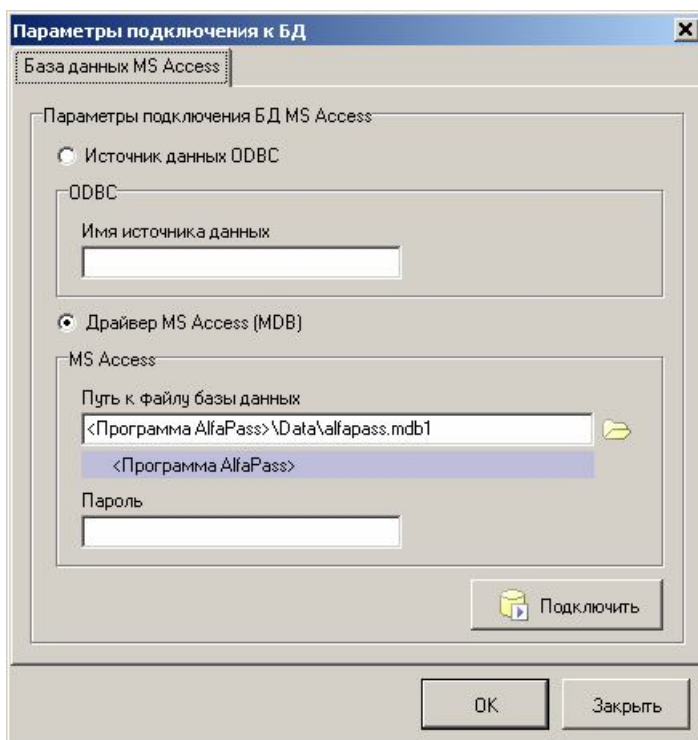 Параметры подключения к БД
База данных MS Access
Параметры подключения БД MS Access
Источник данных ODBC
ODBC
Имя источника данных
Драйвер MS Access (MDB)
MS Access
Путь к файлу базы данных
<Программа AlfaPass>\Data\alfapass.mdb1
<Программа AlfaPass>
Пароль
Подключить
OK
Закрыть